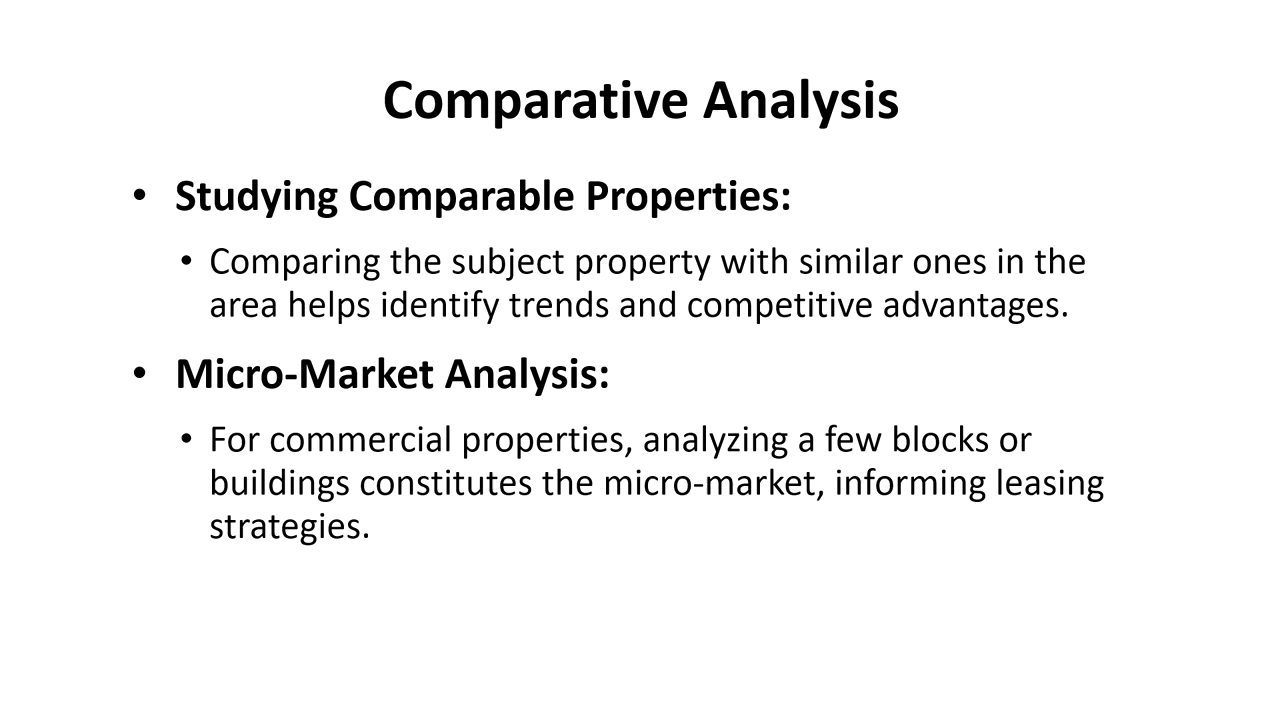 Comparative Analysis
• Studying Comparable Properties:
• Comparing the subject property with similar ones in the
area helps identify trends and competitive advantages.
• Micro-Market Analysis:
• For commercial properties, analyzing a few blocks or
buildings constitutes the micro-market, informing leasing
strategies.